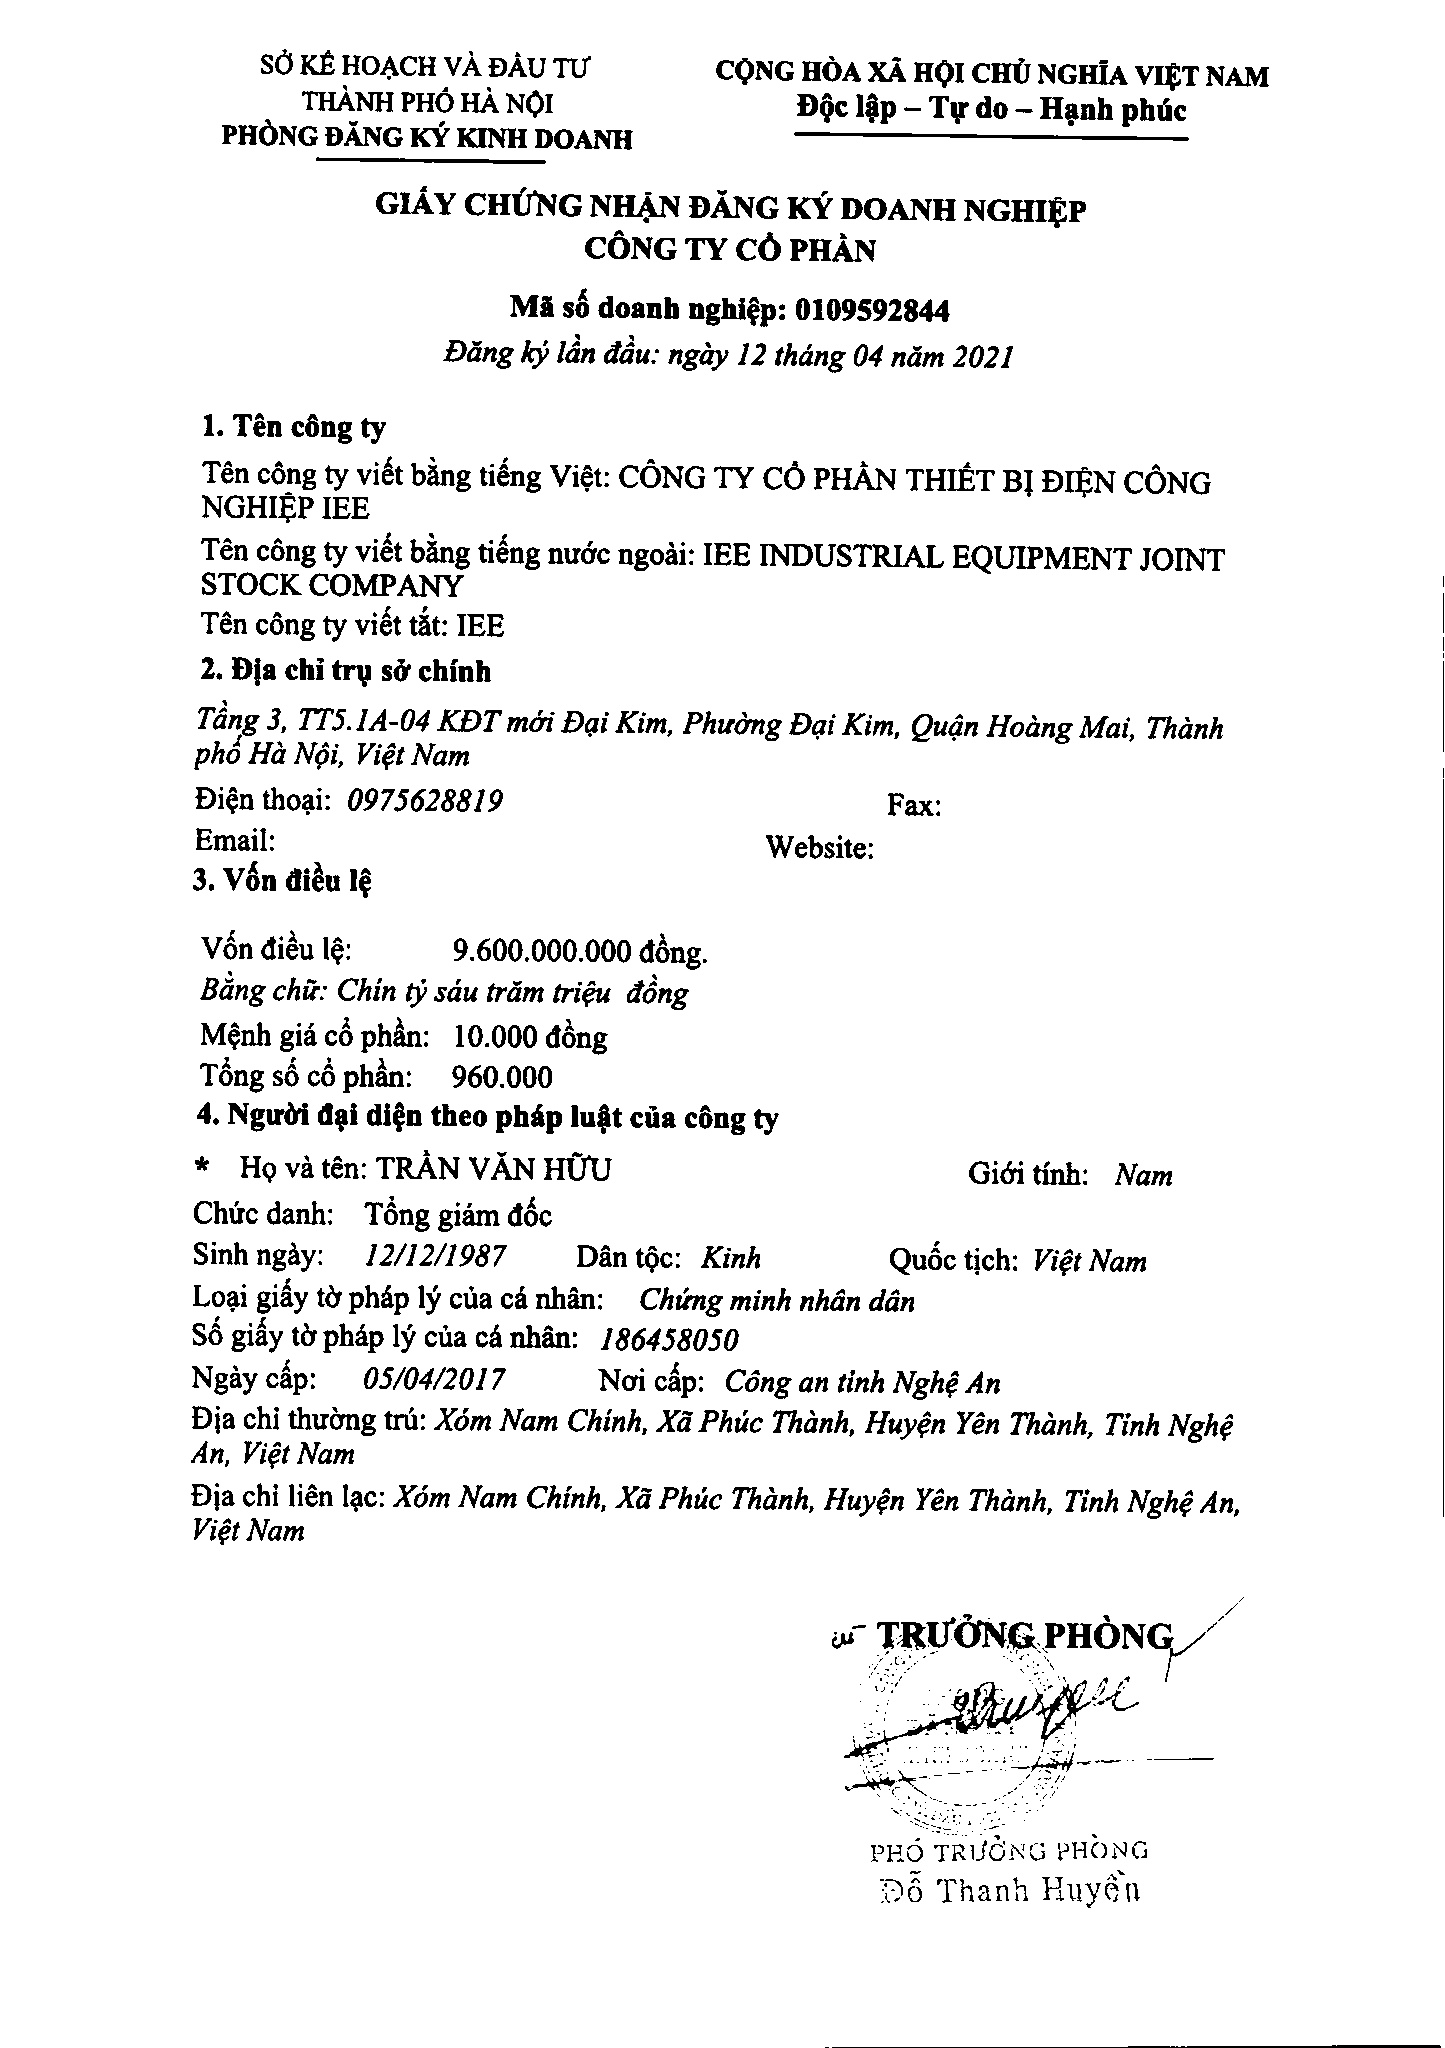 SỞ KẾ HOẠCH VÀ ĐẦU TƯ
THÀNH PHỐ HÀ NỘI
PHÒNG ĐĂNG KÝ KINH DOANH
CỘNG HÒA XÃ HỘI CHỦ NGHĨA VIỆT NAM
Độc lập – Tự do – Hạnh phúc
GIẤY CHỨNG NHẬN ĐĂNG KÝ DOANH NGHIỆP
CÔNG TY CỔ PHẦN
Mã số doanh nghiệp: 0109592844
Đăng ký lần đầu: ngày 12 tháng 04 năm 2021
1. Tên công ty
Tên công ty viết bằng tiếng Việt: CÔNG TY CỔ PHẦN THIẾT BỊ ĐIỆN CÔNG
NGHIỆP IEE
Tên công ty viết bằng tiếng nước ngoài: IEE INDUSTRIAL EQUIPMENT JOINT
STOCK COMPANY
Tên công ty viết tắt: IEE
2. Địa chỉ trụ sở chính
Tầng 3, TT5.1A-04 KĐT mới Đại Kim, Phường Đại Kim, Quận Hoàng Mai, Thành
phố Hà Nội, Việt Nam
Điện thoại: 0975628819 Fax:
Email: Website:
3. Vốn điều lệ
Vốn điều lệ: 9.600.000.000 đồng.
Bằng chữ: Chín tỷ sáu trăm triệu đồng
Mệnh giá cổ phần: 10.000 đồng
Tổng số cổ phần: 960.000
4. Người đại diện theo pháp luật của công ty
* Họ và tên: TRẦN VĂN HỮU Giới tính: Nam
Chức danh: Tổng giám đốc
Sinh ngày: 12/12/1987 Dân tộc: Kinh Quốc tịch: Việt Nam
Loại giấy tờ pháp lý của cá nhân: Chứng minh nhân dân
Số giấy tờ pháp lý của cá nhân: 186458050
Ngày cấp: 05/04/2017 Nơi cấp: Công an tỉnh Nghệ An
Địa chỉ thường trú: Xóm Nam Chính, Xã Phúc Thành, Huyện Yên Thành, Tỉnh Nghệ
An, Việt Nam
Địa chỉ liên lạc: Xóm Nam Chính, Xã Phúc Thành, Huyện Yên Thành, Tỉnh Nghệ An,
Việt Nam
TRƯỞNG PHÒNG
PHÓ TRƯỞNG PHÒNG
Đỗ Thanh Huyền